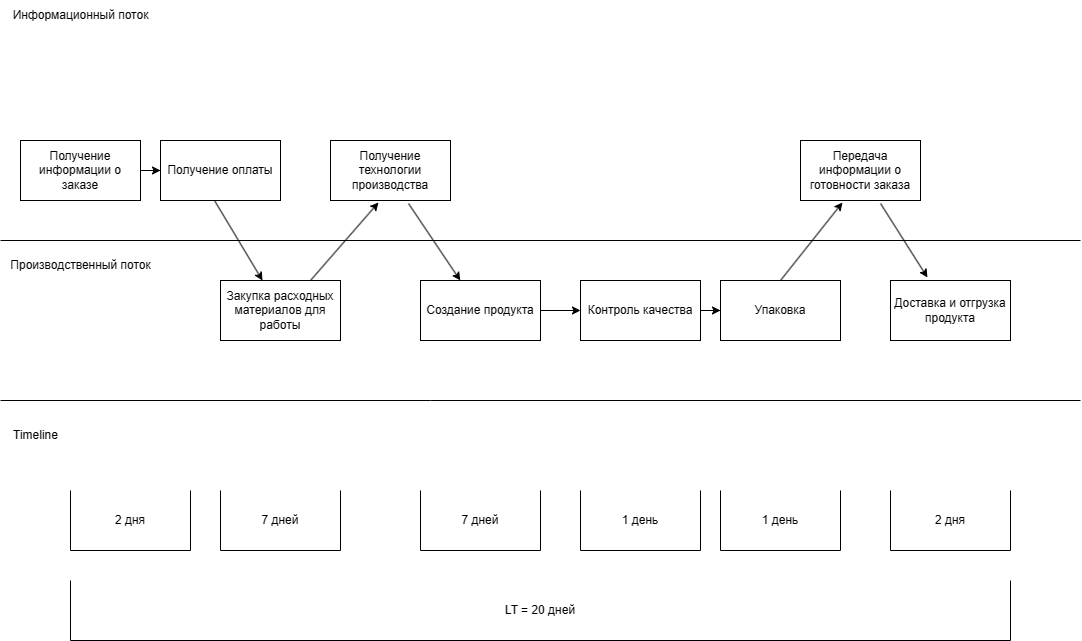 Информационный поток
Получение
информации о
заказе
Получение оплаты
Получение
технологии
производства
Передача
информации о
готовности заказа
Производственный поток
Закупка расходных
материалов для
работы
Создание продукта
Контроль качества
Упаковка
Доставка и отгрузка
продукта
Timeline
2 дня
7 дней
7 дней
1 день
1 день
2 дня
LT = 20 дней